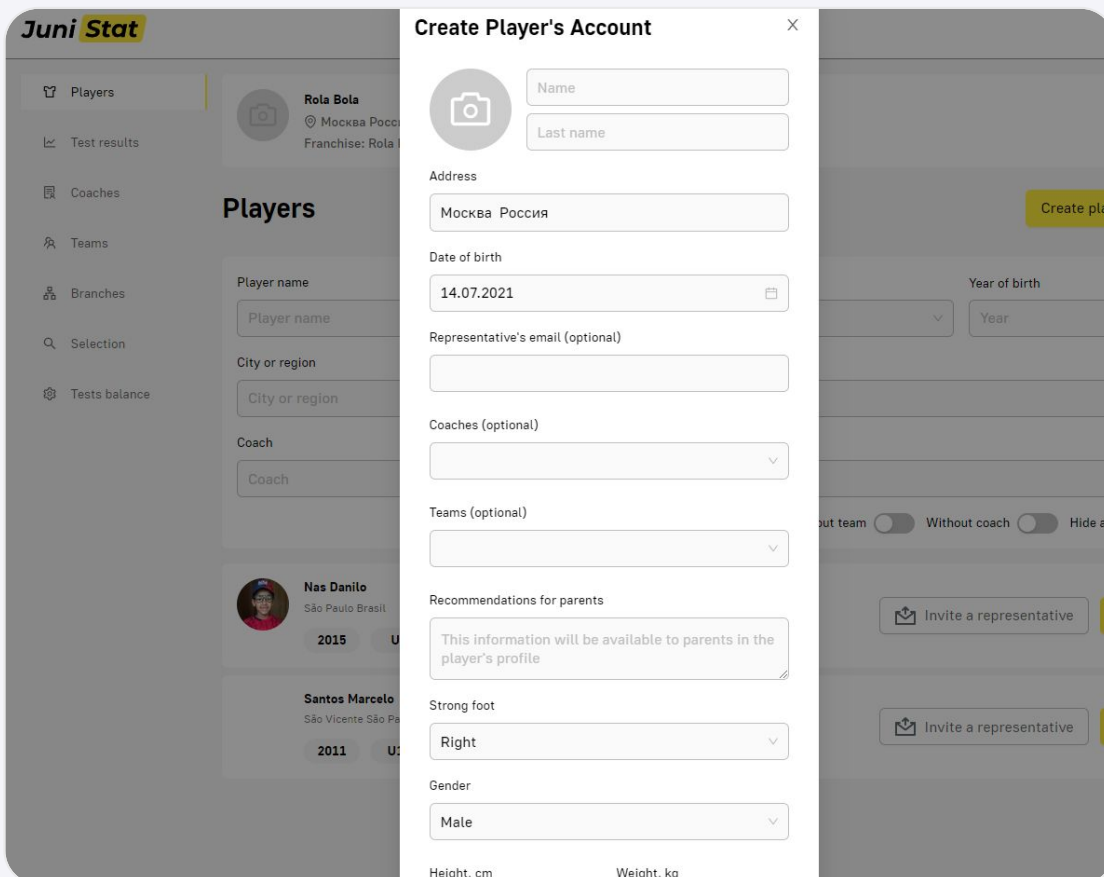 Juni Stat
Create Player's Account
Players
Test results
Coaches
Teams
Branches
Selection
Tests balance
Rola Bola
Москва
Franchise: Rola
Players
Create
Player name
Player name
Year of birth
Year
City or region
City or region
Coach
Coach
team
Without coach
Hide
Nas Danilo
São Paulo Brasil
2015
Invite a representative
Santos Marcelo
São Vicente São
2011
Invite a representative
Name
Last name
Address
Москва Россия
Date of birth
14.07.2021
Representative's email (optional)
Coaches (optional)
Teams (optional)
Recommendations for parents
This information will be available to parents in the
player's profile
Strong foot
Right
Gender
Male
Height, cm
Weight, kg